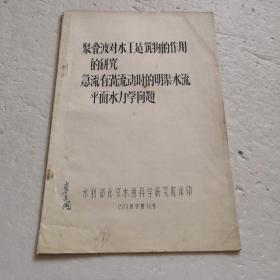 聚叠波对水工建筑物的作用
的研究
急流有涡流动时的明渠水流
平面水力学问题
水利部北京水利科学研究院译印